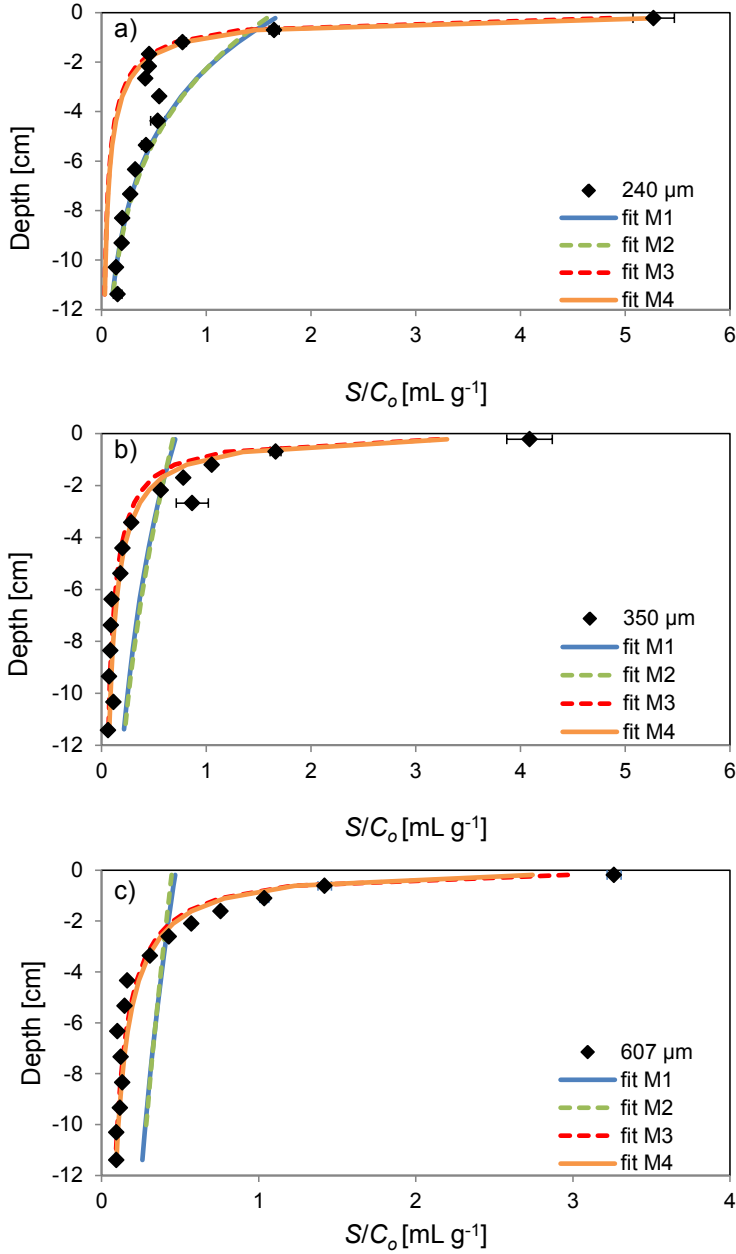 a)
0
-2
-4
-6
-8
-10
-12
Depth [cm]
240 µm
fit M1
fit M2
fit M3
fit M4
0 1 2 3 4 5 6
S/Co [mL g-1]
b)
0
-2
-4
-6
-8
-10
-12
Depth [cm]
350 µm
fit M1
fit M2
fit M3
fit M4
0 1 2 3 4 5 6
S/Co [mL g-1]
c)
0
-2
-4
-6
-8
-10
-12
Depth [cm]
607 µm
fit M1
fit M2
fit M3
fit M4
0 1 2 3 4
S/Co [mL g-1]